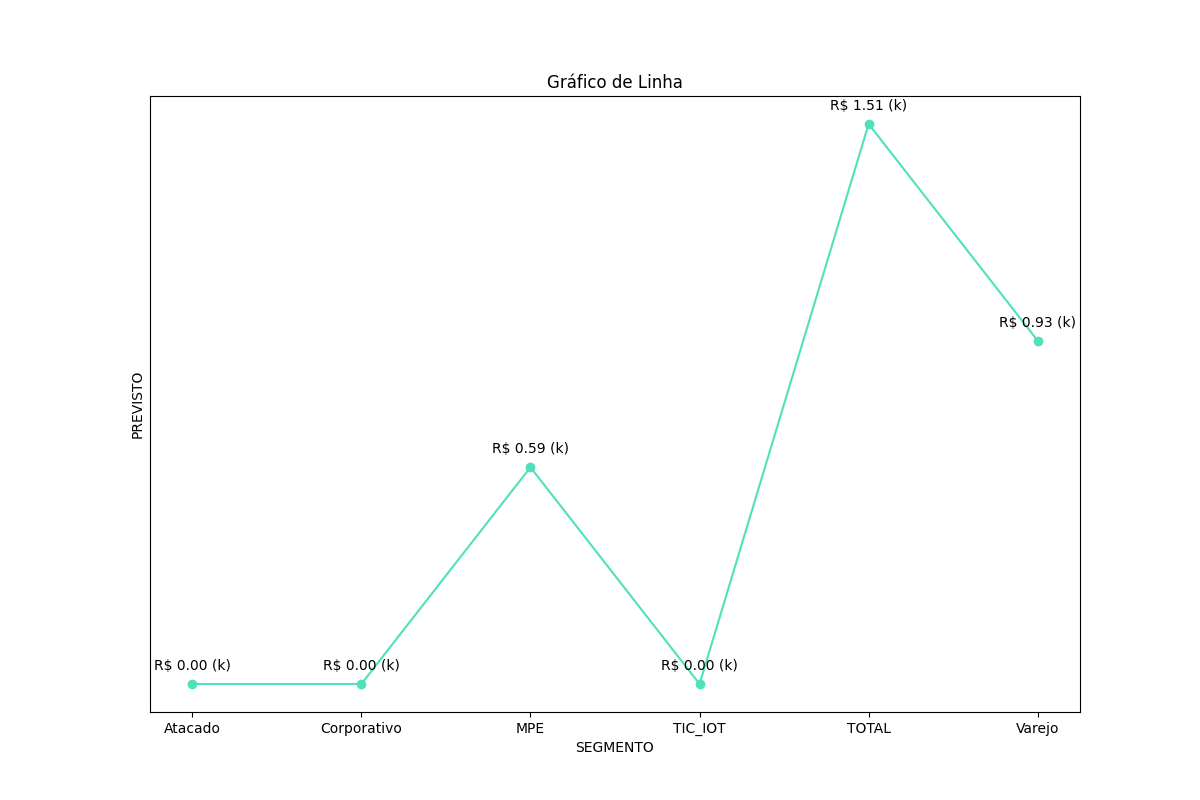 Gráfico de Linha
R$ 1.51 (k)
R$ 0.93 (k)
PREVISTO
R$ 0.59 (k)
R$ 0.00 (k) R$ 0.00 (k) R$ 0.00 (k)
Atacado Corporativo MPE TIC_IOT TOTAL Varejo
SEGMENTO